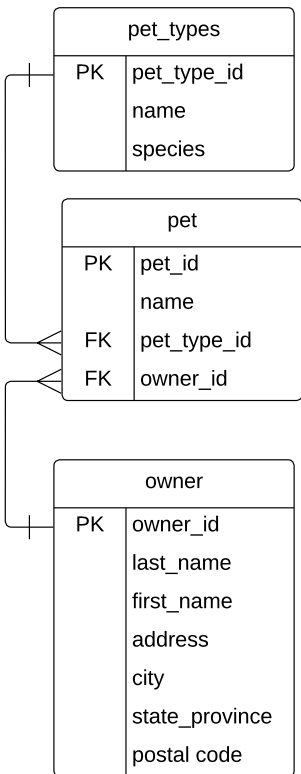 pet_types
PK pet_type_id
name
species
pet
PK pet_id
name
FK pet_type_id
FK owner_id
owner
PK owner_id
last_name
first_name
address
city
state_province
postal code